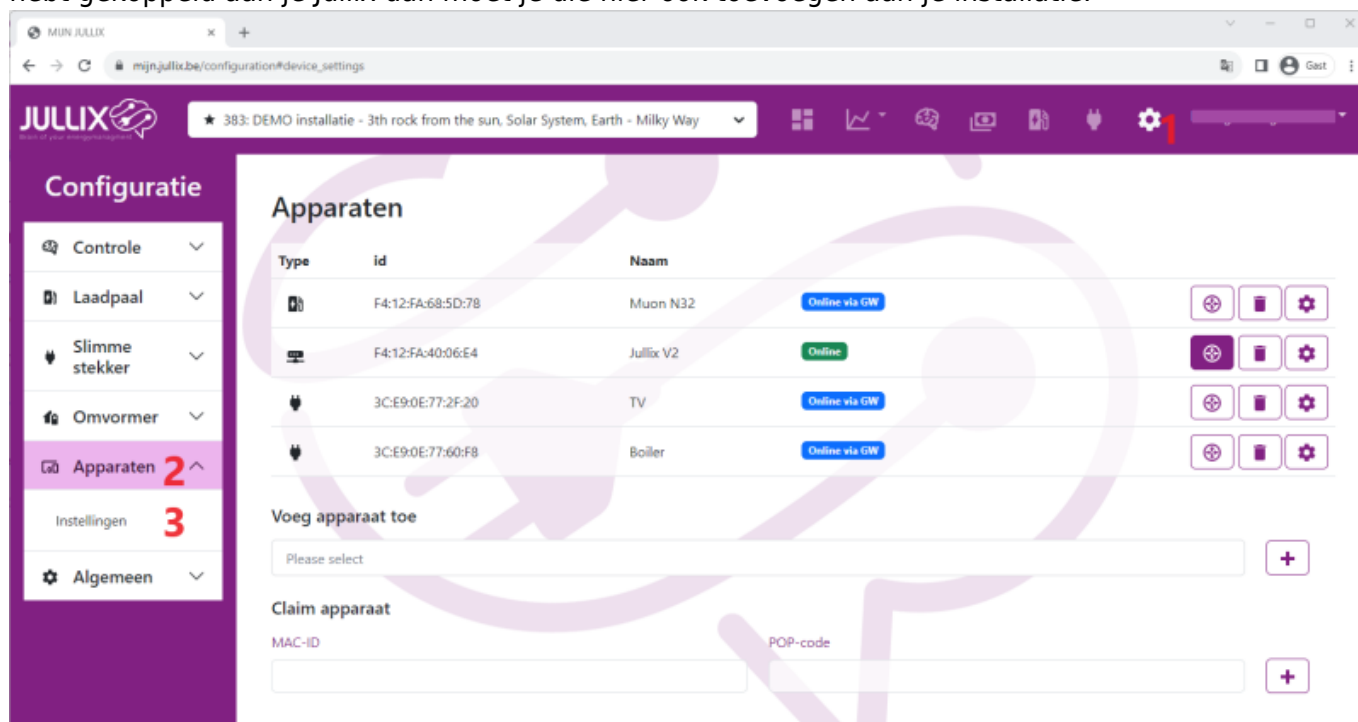 hebt gekoppeld aan je Jullix dan moet je die hier ook toevoegen aan je installatie.
MIJN JULLIX
mijn.jullix.be/configuration#device_settings
Gast
JULLIX
383: DEMO installatie - 3th rock from the sun, Solar System, Earth - Milky Way
1
Configuratie
Controle
Laadpaal
Slimme
stekker
Omvormer
Apparaten 2
Instellingen 3
Algemeen
Apparaten
Type id Naam
F4:12:FA:68:5D:78 Muon N32 Online via GW
F4:12:FA:40:06:E4 Jullix V2 Online
3C:E9:0E:77:2F:20 TV Online via GW
3C:E9:0E:77:60:F8 Boiler Online via GW
Voeg apparaat toe
Please select
+
Claim apparaat
MAC-ID POP-code
+